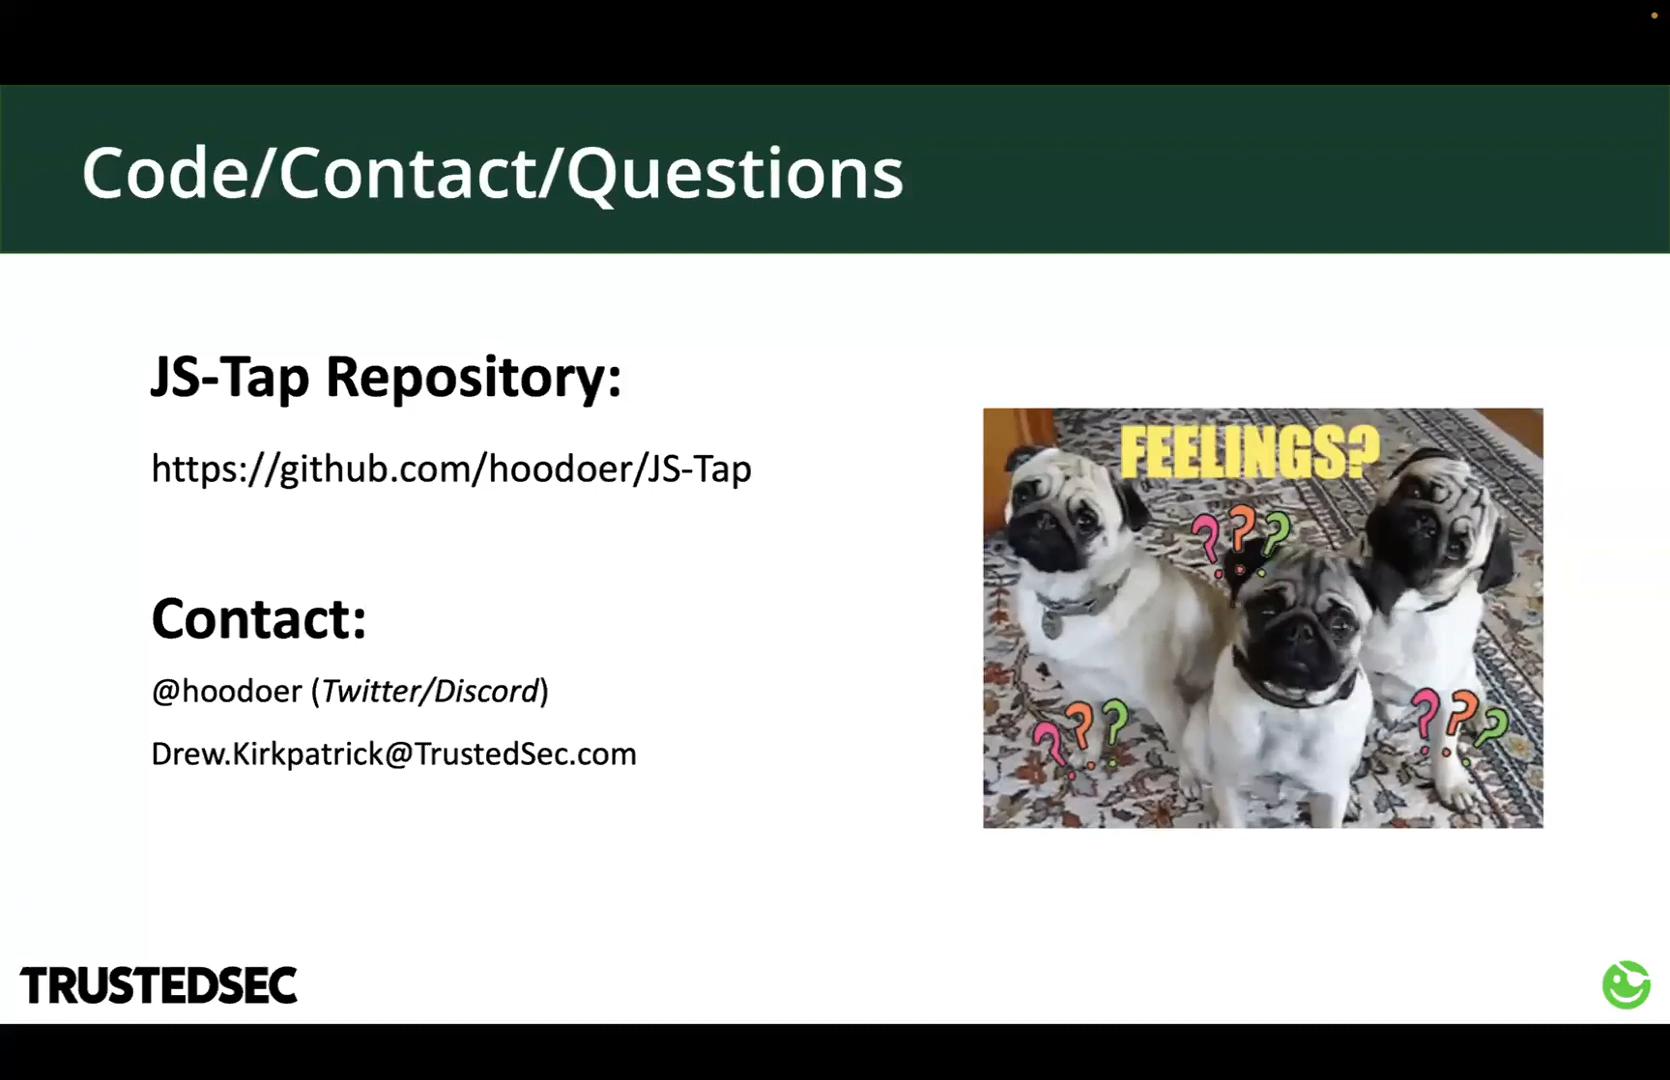 Code/Contact/Questions
JS-Tap Repository:
https://github.com/hoodoer/JS-Tap
Contact:
@hoodoer (Twitter/Discord)
Drew.Kirkpatrick@TrustedSec.com
FEELINGS?
???
???
???
TRUSTEDSEC